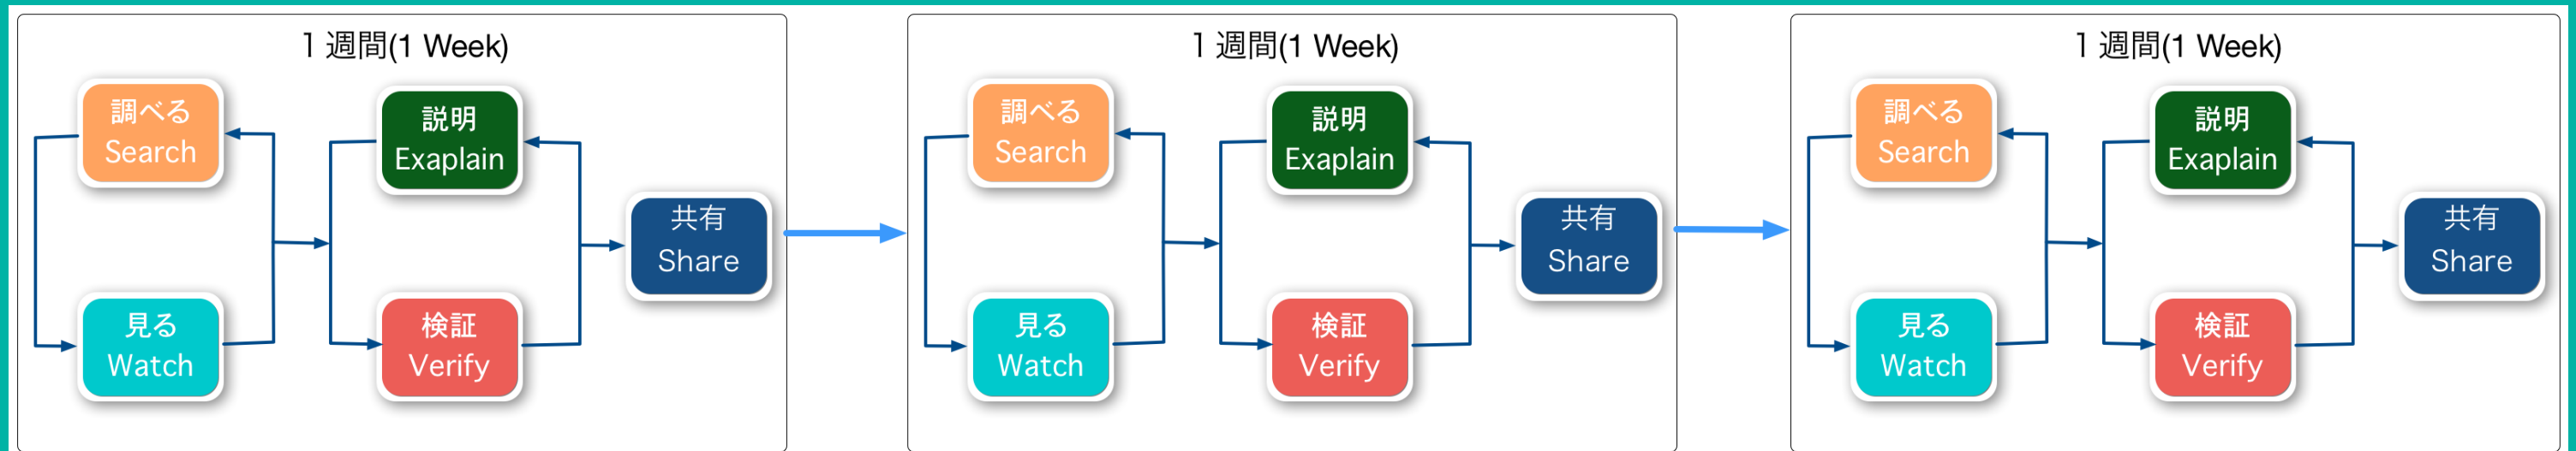 1 週間(1 Week)
調べる
Search
説明
Exaplain
共有
Share
見る
Watch
検証
Verify
1 週間(1 Week)
調べる
Search
説明
Exaplain
共有
Share
見る
Watch
検証
Verify
1 週間(1 Week)
調べる
Search
説明
Exaplain
共有
Share
見る
Watch
検証
Verify